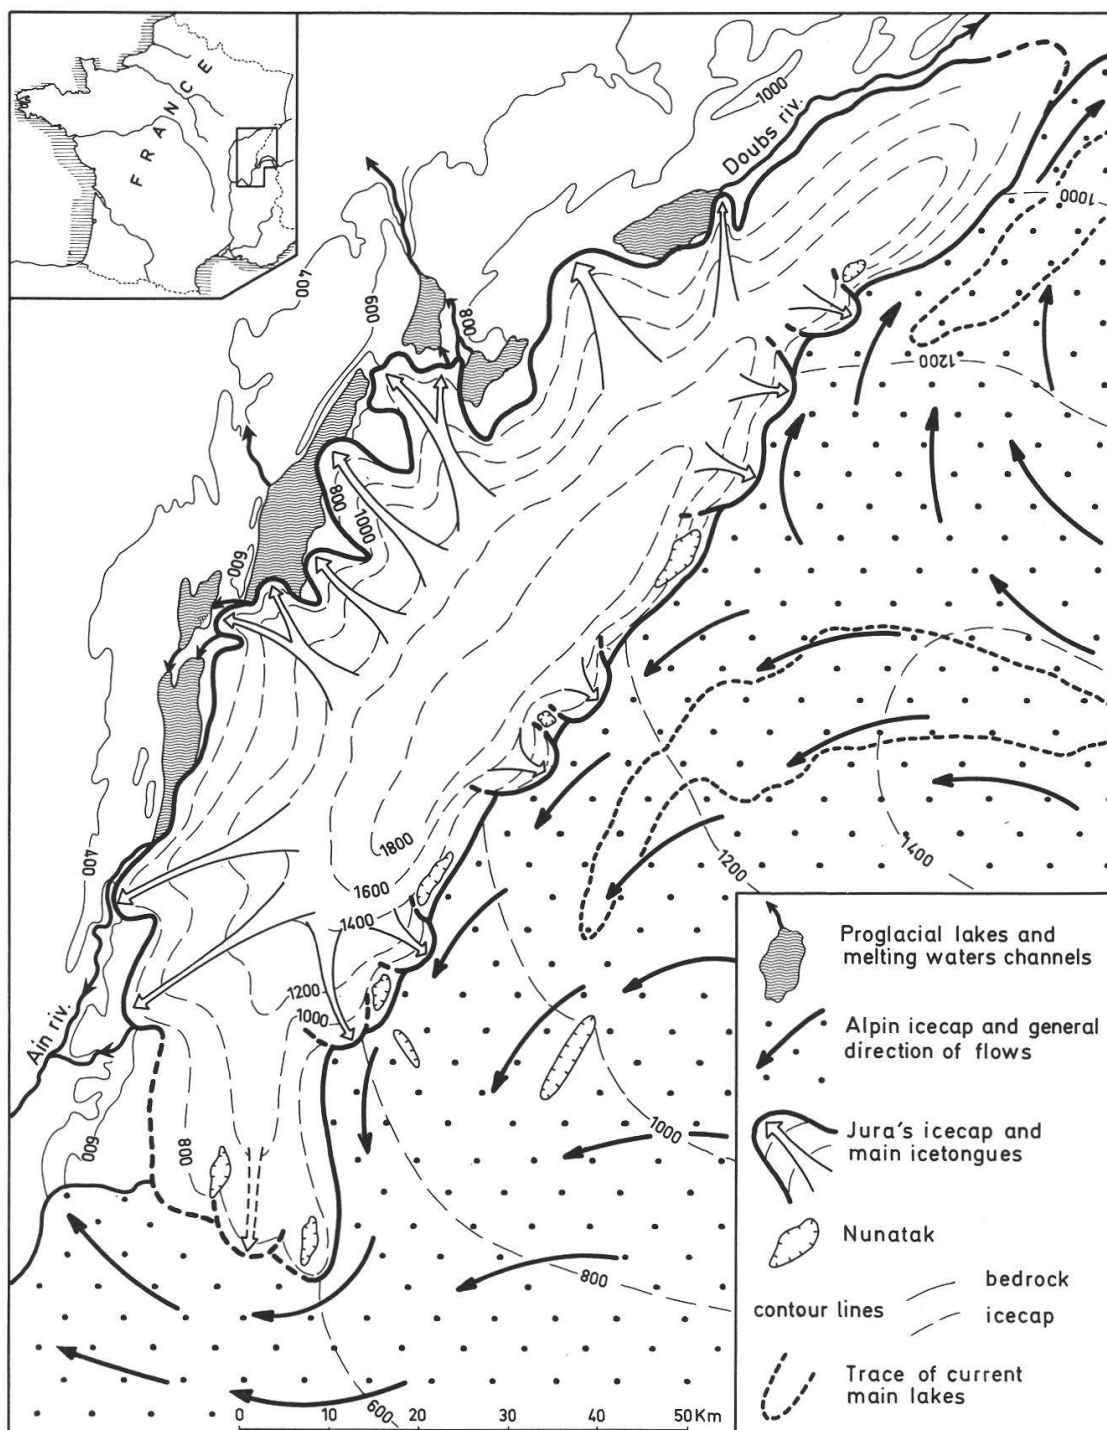 FRANCE
1000
Doubs riv.
1000
400
600
800
1200
800
1000
600
400
1800
1600
1400
1200
1000
1200
1400
Ain riv.
600
800
1000
800
600
0 10 20 30 40 50 Km
Proglacial lakes and
melting waters channels
Alpin icecap and general
direction of flows
Jura's icecap and
main icetongues
Nunatak
contour lines
bedrock
icecap
Trace of current
main lakes